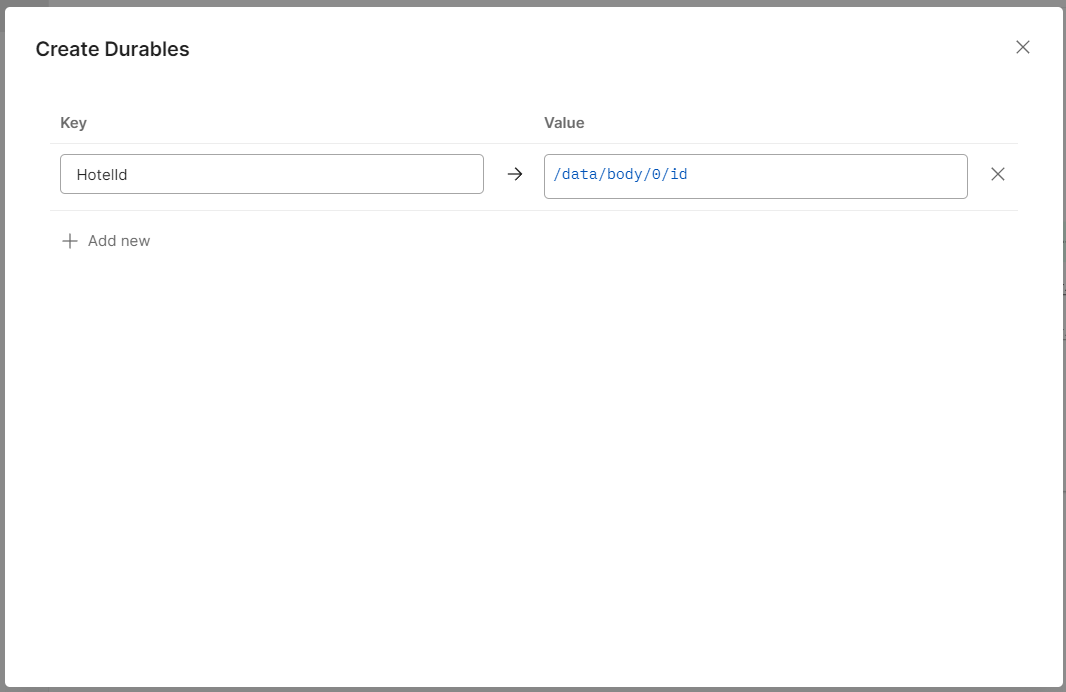 Create Durables
Key Value
HotelId /data/body/0/id
Add new